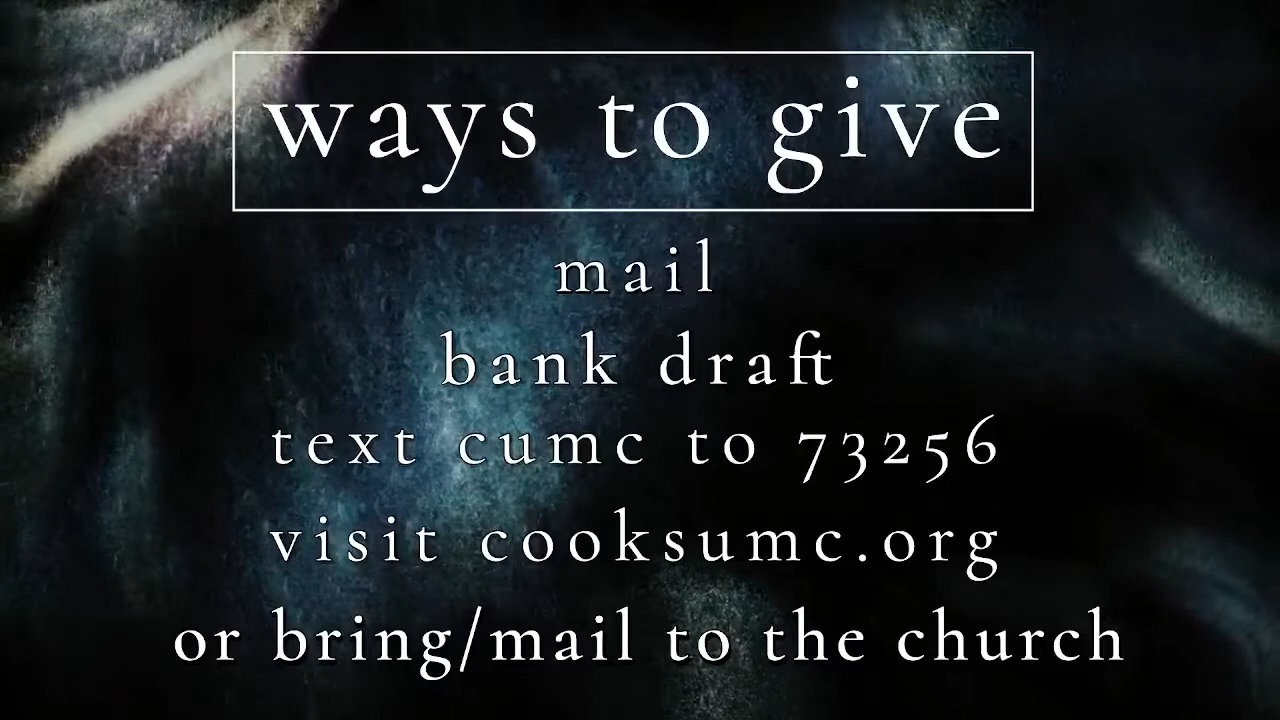 ways to give
mail
bank draft
text cumc to 73256
visit cooksumc.org
or bring/mail to the church